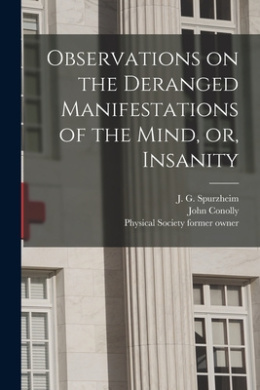 Observations on
the Deranged
Manifestations
of the Mind, or,
Insanity
J. G. Spurzheim
John Conolly
Physical Society former owner